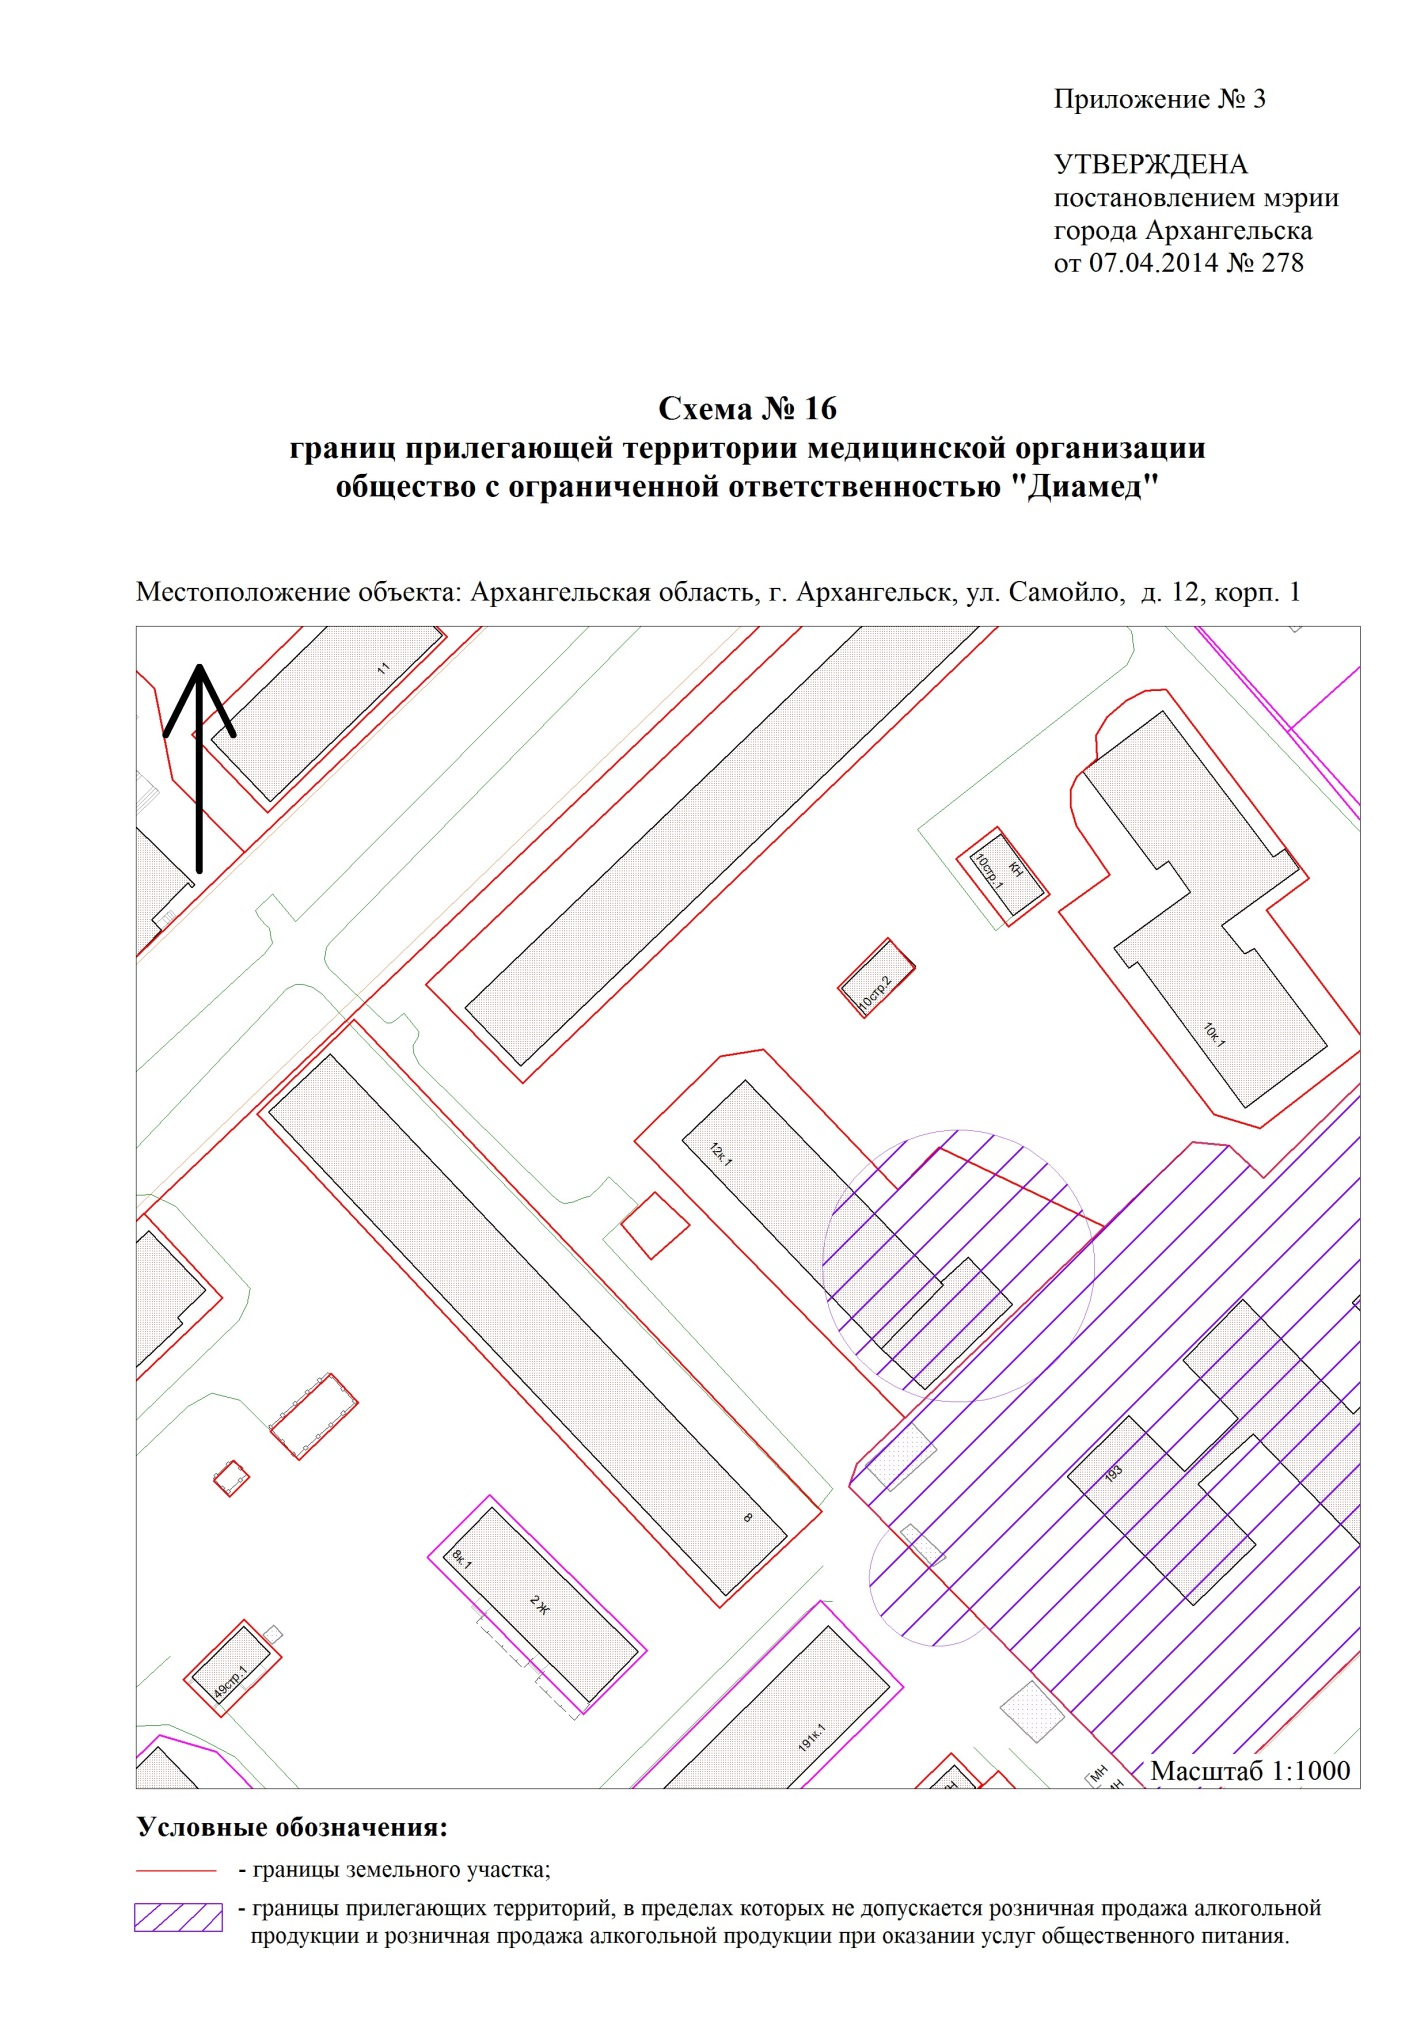 Приложение № 3
УТВЕРЖДЕНА
постановлением мэрии
города Архангельска
от 07.04.2014 № 278
Схема № 16
границ прилегающей территории медицинской организации
общество с ограниченной ответственностью "Диамед"
Местоположение объекта: Архангельская область, г. Архангельск, ул. Самойло, д. 12, корп. 1
11
10стр.1
КН
10стр.2
10к.1
12к.1
193
8
8к.1
2 Ж
49стр.1
191к.1
МН
Масштаб 1:1000
Условные обозначения:
- границы земельного участка;
- границы прилегающих территорий, в пределах которых не допускается розничная продажа алкогольной
продукции и розничная продажа алкогольной продукции при оказании услуг общественного питания.